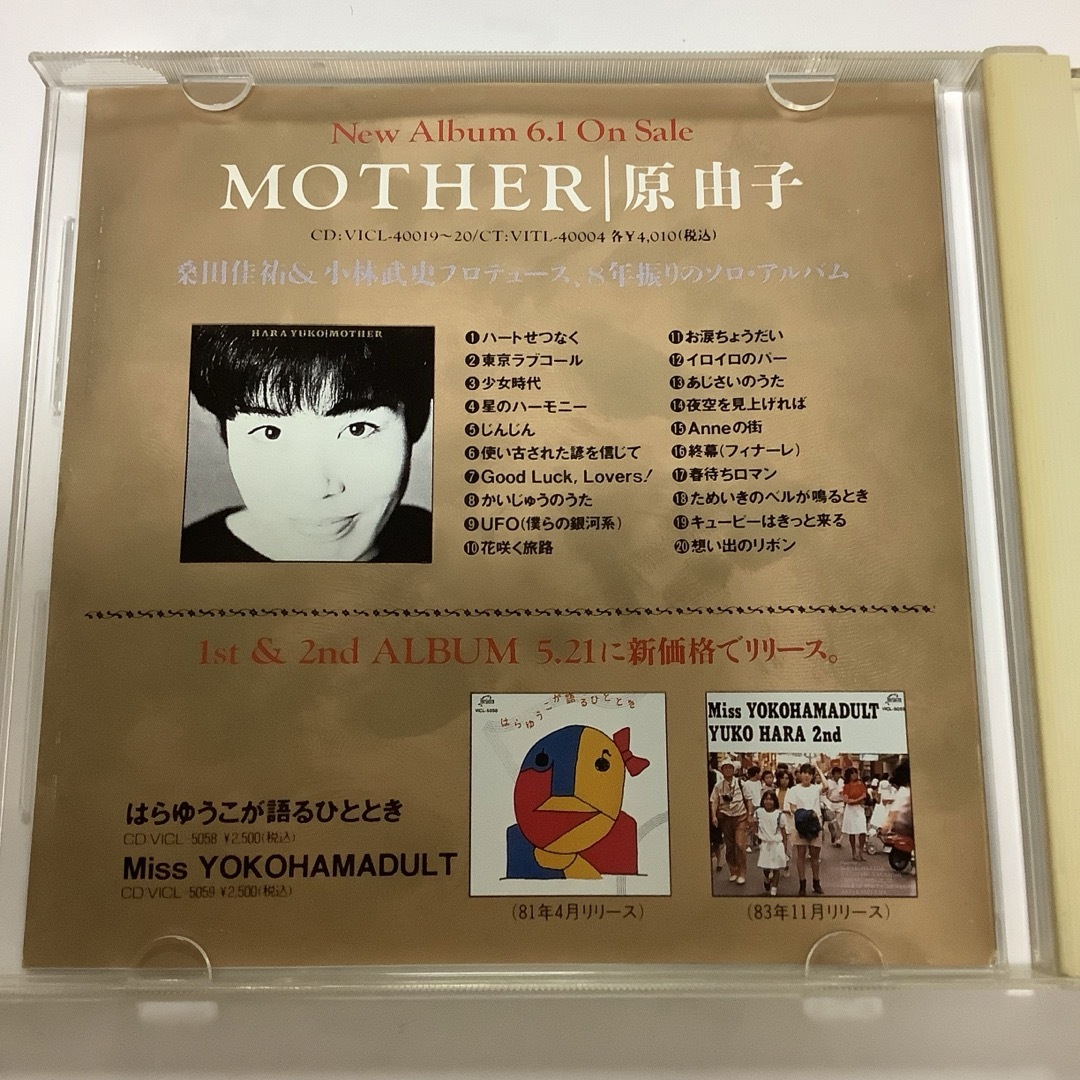 New Album 6.1 On Sale
MOTHER|原 由子
CD:VICL-40019〜20/CT:VITL-40004 各¥4,010(税込)
桑田佳祐&小林武史プロデュース、8年振りのソロ・アルバム
HARA YUKO|MOTHER
❶ハートせつなく
❷東京ラブコール
❸少女時代
❹星のハーモニー
❺じんじん
❻使い古された諺を信じて
❼Good Luck, Lovers!
❽かいじゅうのうた
❾UFO(僕らの銀河系)
❿花咲く旅路
⓫お涙ちょうだい
⓬イロイロのパー
⓭あじさいのうた
⓮夜空を見上げれば
⓯Anneの街
⓰終幕(フィナーレ)
⓱春待ちロマン
⓲ためいきのベルが鳴るとき
⓳キューピーはきっと来る
⓴想い出のリボン
1st & 2nd ALBUM 5.21に新価格でリリース。
はらゆうこが語るひととき
CD:VICL-5058 ¥2,500(税込)
Miss YOKOHAMADULT
CD:VICL-5059 ¥2,500(税込)
VICL-5058
はらゆうこが語るひととき
(81年4月リリース)
Miss YOKOHAMADULT
YUKO HARA 2nd
VICL-5059
(83年11月リリース)